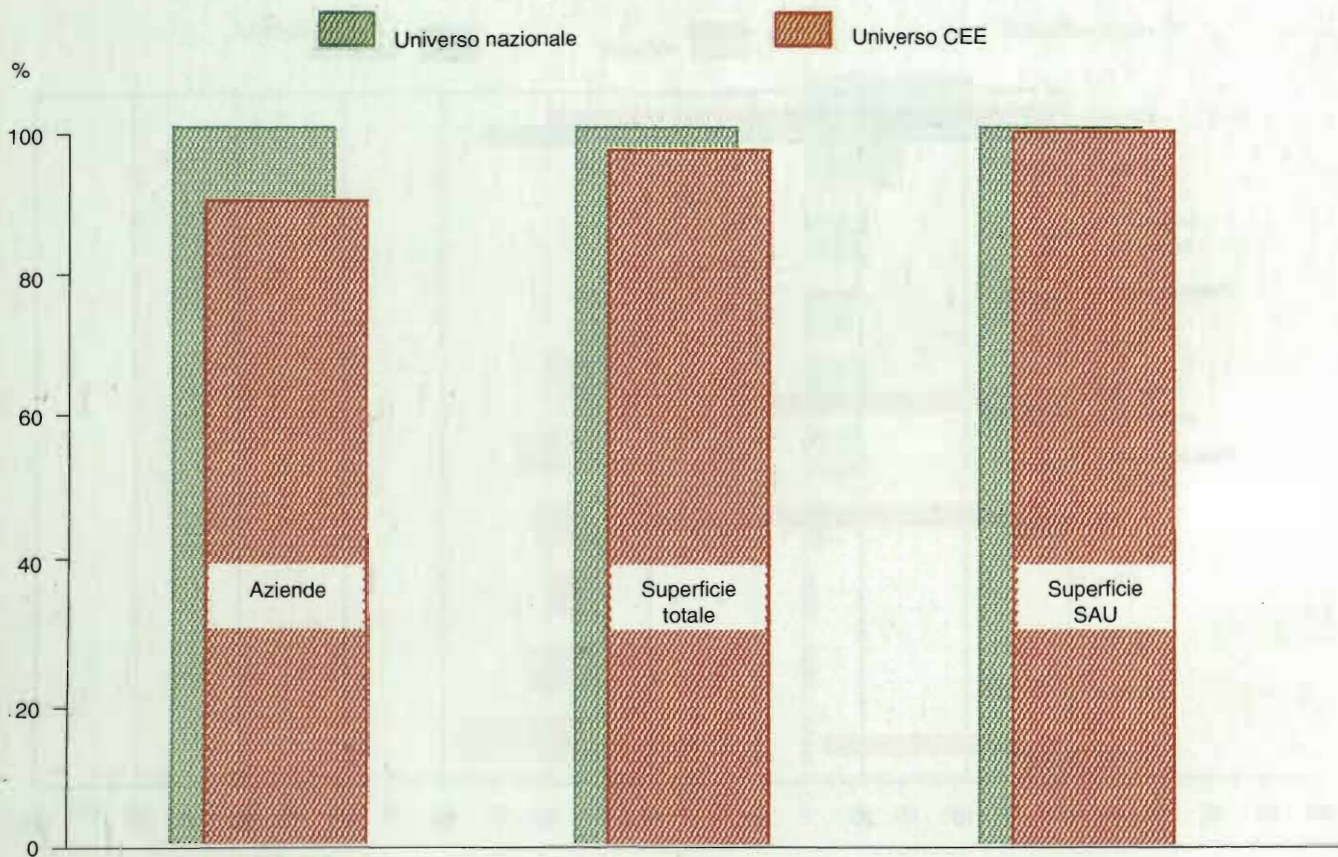 Universo nazionale
Universo CEE
%
100
80
60
40
20
0
Aziende
Superficie
totale
Superficie
SAU